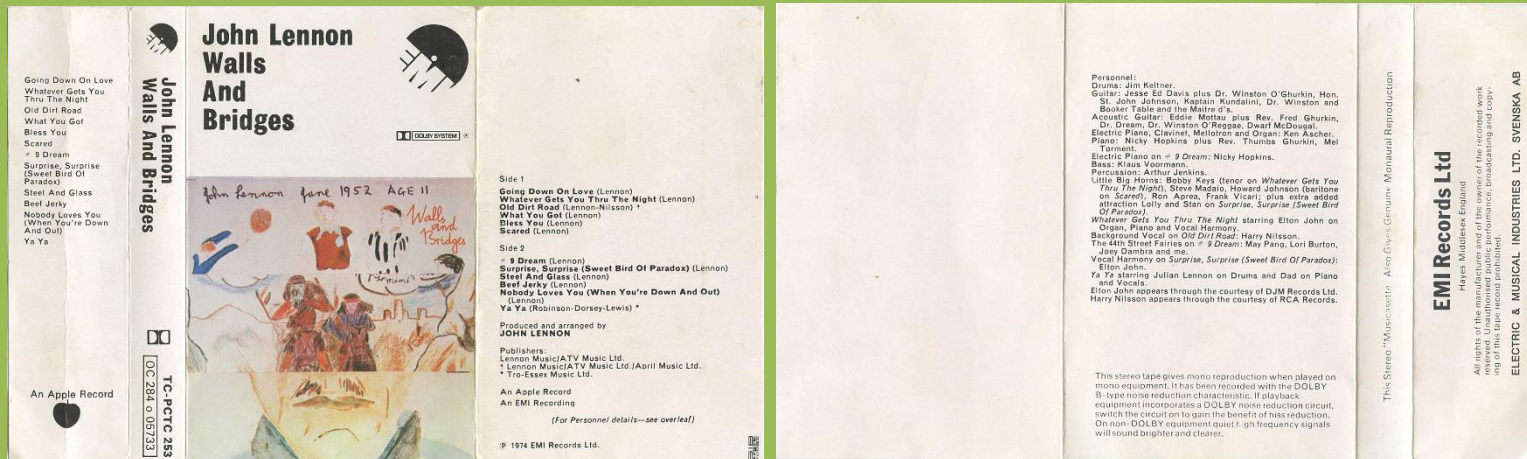 Going Down On Love
Whatever Gets You
Thru The Night
Old Dirt Road
What You Got
Bless You
Scared
# 9 Dream
Surprise, Surprise
(Sweet Bird Of
Paradox)
Steel And Glass
Beef Jerky
Nobody Loves You
(When You're Down
And Out)
Ya Ya
An Apple Record
EMI
John Lennon
Walls And Bridges
TC-PCTC 253
OC 284 o 05733
John Lennon
Walls
And
Bridges
EMI
DOLBY SYSTEM ®
John Lennon June 1952 AGE 11
Walls
and
Bridges
Side 1
Going Down On Love (Lennon)
Whatever Gets You Thru The Night (Lennon)
Old Dirt Road (Lennon-Nilsson) †
What You Got (Lennon)
Bless You (Lennon)
Scared (Lennon)
Side 2
# 9 Dream (Lennon)
Surprise, Surprise (Sweet Bird Of Paradox) (Lennon)
Steel And Glass (Lennon)
Beef Jerky (Lennon)
Nobody Loves You (When You're Down And Out)
(Lennon)
Ya Ya (Robinson-Dorsey-Lewis) *
Produced and arranged by
JOHN LENNON
Publishers:
Lennon Music/ATV Music Ltd.
† Lennon Music/ATV Music Ltd./April Music Ltd.
* Tro-Essex Music Ltd.
An Apple Record
An EMI Recording
(For Personnel details—see overleaf)
℗ 1974 EMI Records Ltd.
Personnel:
Drums: Jim Keltner.
Guitar: Jesse Ed Davis plus Dr. Winston O'Ghurkin, Hon.
St. John Johnson, Kaptain Kundalini, Dr. Winston and
Booker Table and the Maitre d's.
Acoustic Guitar: Eddie Mottau plus Rev. Fred Ghurkin,
Dr. Dream, Dr. Winston O'Reggae, Dwarf McDougal.
Electric Piano, Clavinet, Mellotron and Organ: Ken Ascher.
Piano: Nicky Hopkins plus Rev. Thumbs Ghurkin, Mel
Torment.
Electric Piano on # 9 Dream: Nicky Hopkins.
Bass: Klaus Voormann.
Percussion: Arthur Jenkins.
Little Big Horns: Bobby Keys (tenor on Whatever Gets You
Thru The Night), Steve Madaio, Howard Johnson (baritone
on Scared), Ron Aprea, Frank Vicari; plus extra added
attraction Lolly and Stan on Surprise, Surprise (Sweet Bird
Of Paradox).
Whatever Gets You Thru The Night starring Elton John on
Organ, Piano and Vocal Harmony.
Background Vocal on Old Dirt Road: Harry Nilsson.
The 44th Street Fairies on # 9 Dream: May Pang, Lori Burton,
Joey Dambra and me.
Vocal Harmony on Surprise, Surprise (Sweet Bird Of Paradox):
Elton John.
Ya Ya starring Julian Lennon on Drums and Dad on Piano
and Vocals.
Elton John appears through the courtesy of DJM Records Ltd.
Harry Nilsson appears through the courtesy of RCA Records.
This stereo tape gives mono reproduction when played on
mono equipment. It has been recorded with the DOLBY
B-type noise reduction characteristic. If playback
equipment incorporates a DOLBY noise reduction circuit,
switch the circuit on to gain the benefit of hiss reduction.
On non-DOLBY equipment quiet high frequency signals
will sound brighter and clearer.
This Stereo "Musicasette" Also Gives Genuine Monaural Reproduction
EMI Records Ltd
Hayes Middlesex England
All rights of the manufacturer and of the owner of the recorded work
reserved. Unauthorised public performance, broadcasting and copy-
ing of this tape record prohibited.
ELECTRIC & MUSICAL INDUSTRIES LTD. SVENSKA AB